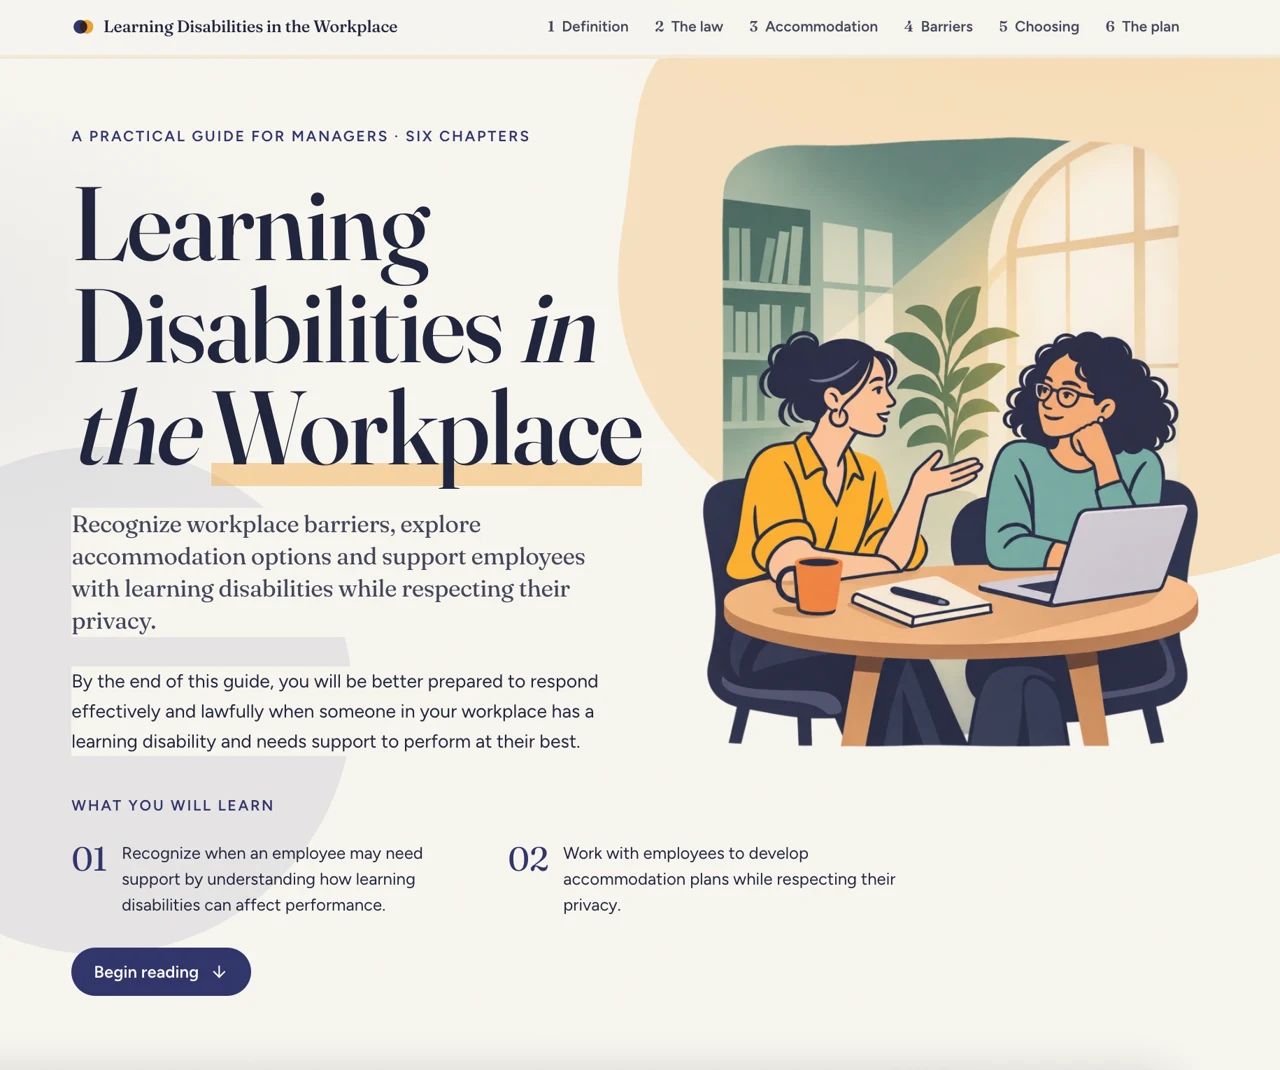 Learning Disabilities in the Workplace
1 Definition 2 The law 3 Accommodation 4 Barriers 5 Choosing 6 The plan
A PRACTICAL GUIDE FOR MANAGERS · SIX CHAPTERS
Learning
Disabilities in
the Workplace
Recognize workplace barriers, explore
accommodation options and support employees
with learning disabilities while respecting their
privacy.
By the end of this guide, you will be better prepared to respond
effectively and lawfully when someone in your workplace has a
learning disability and needs support to perform at their best.
WHAT YOU WILL LEARN
01 Recognize when an employee may need
support by understanding how learning
disabilities can affect performance.
02 Work with employees to develop
accommodation plans while respecting their
privacy.
Begin reading ↓